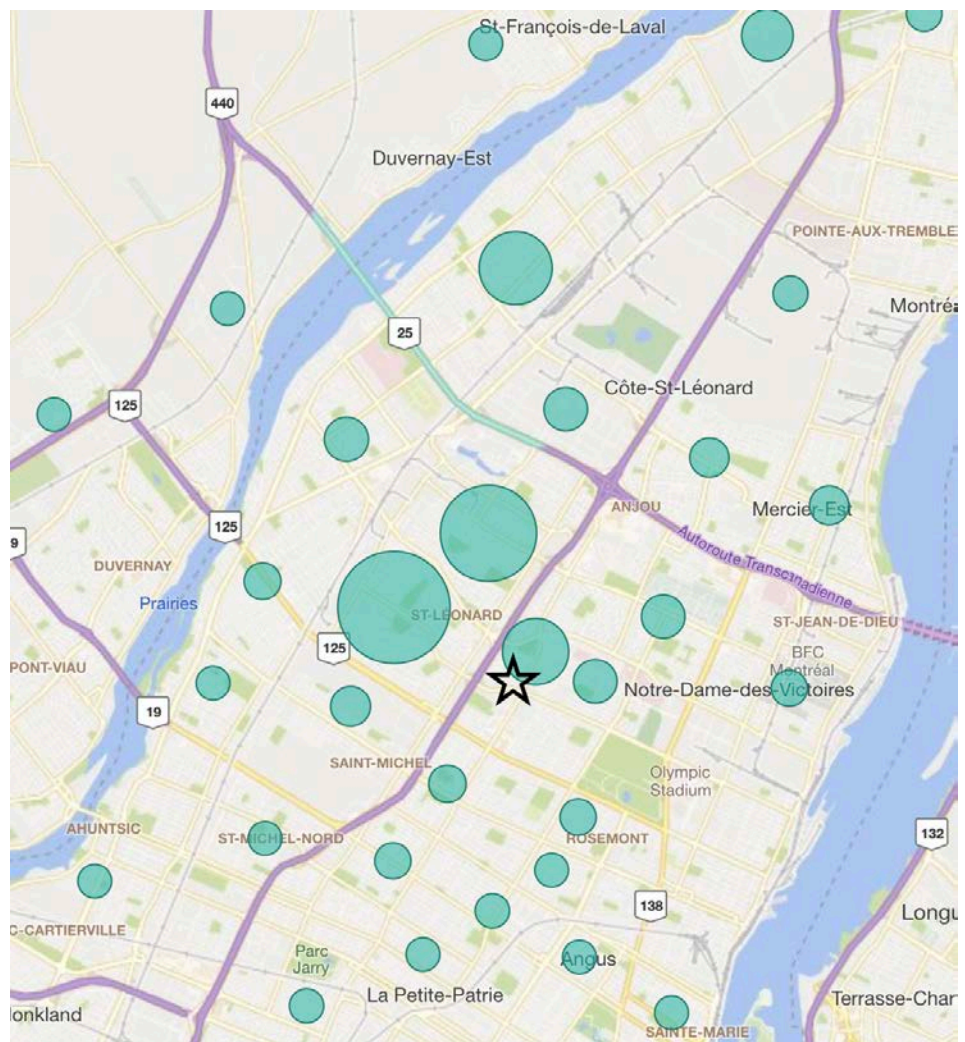 St-François-de-Laval
440
Duvernay-Est
POINTE-AUX-TREMBLE
Montréa
25
Côte-St-Léonard
125
ANJOU
Mercier-Est
125
9
Autoroute Transcanadienne
DUVERNAY
Prairies
ST-LÉONARD
ST-JEAN-DE-DIEU
125
BFC
Montréal
PONT-VIAU
Notre-Dame-des-Victoires
19
SAINT-MICHEL
Olympic
Stadium
AHUNTSIC
ST-MICHEL-NORD
ROSEMONT
132
138
Longu
C-CARTIERVILLE
Parc
Jarry
Angus
La Petite-Patrie
Terrasse-Char
lonkland
SAINTE-MARIE